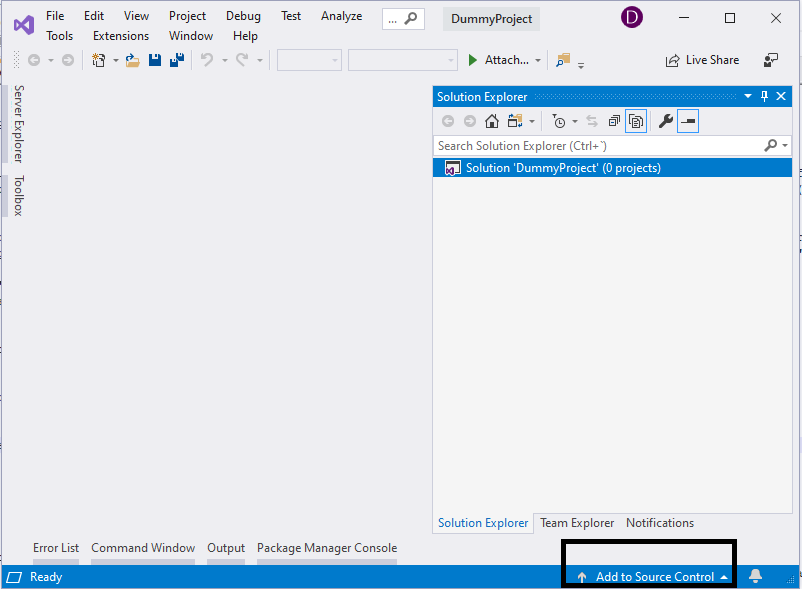 File Edit View Project Debug Test Analyze ... DummyProject D
Tools Extensions Window Help
Attach... Live Share
Server Explorer
Toolbox
Solution Explorer
Search Solution Explorer (Ctrl+`)
Solution 'DummyProject' (0 projects)
Solution Explorer Team Explorer Notifications
Error List Command Window Output Package Manager Console
Ready Add to Source Control